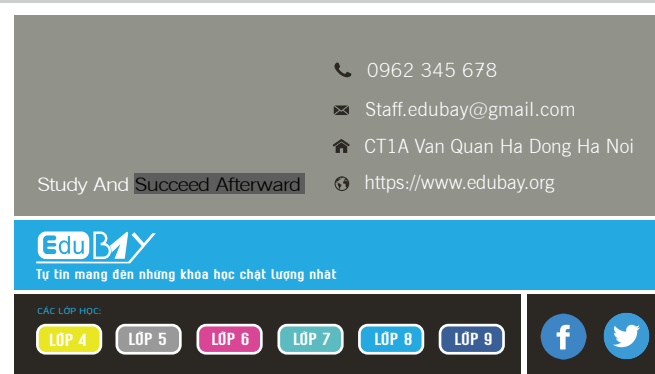 0962 345 678
Staff.edubay@gmail.com
CT1A Van Quan Ha Dong Ha Noi
Study And Succeed Afterward
https://www.edubay.org
Edu BAY
Tự tin mang đến những khóa học chất lượng nhất
CÁC LỚP HỌC:
LỚP 4 LỚP 5 LỚP 6 LỚP 7 LỚP 8 LỚP 9